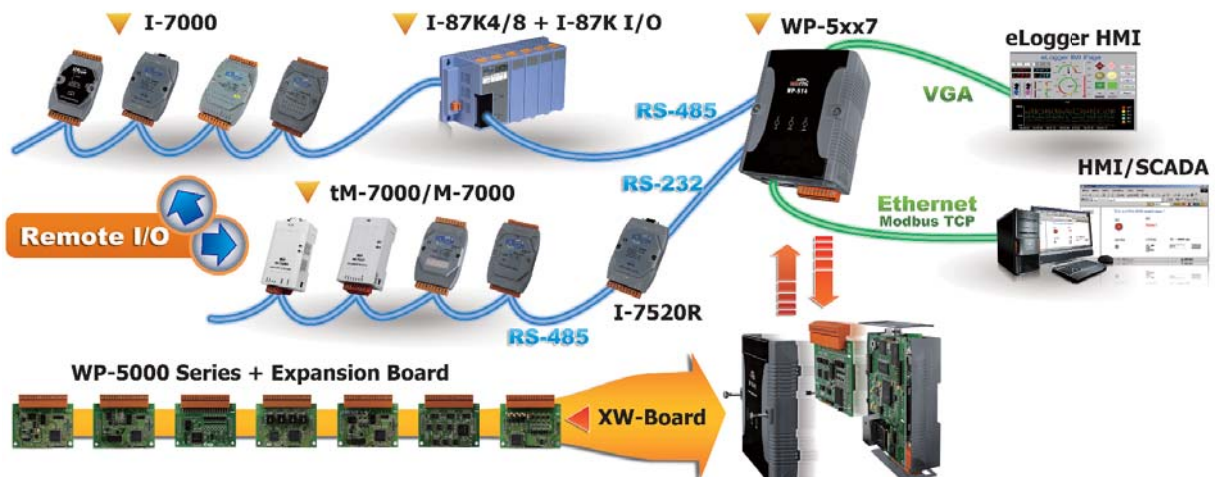 I-7000
I-87K4/8 + I-87K I/O
WP-5xx7
eLogger HMI
VGA
RS-485
RS-232
HMI/SCADA
Ethernet
Modbus TCP
tM-7000/M-7000
Remote I/O
I-7520R
RS-485
WP-5000 Series + Expansion Board
XW-Board